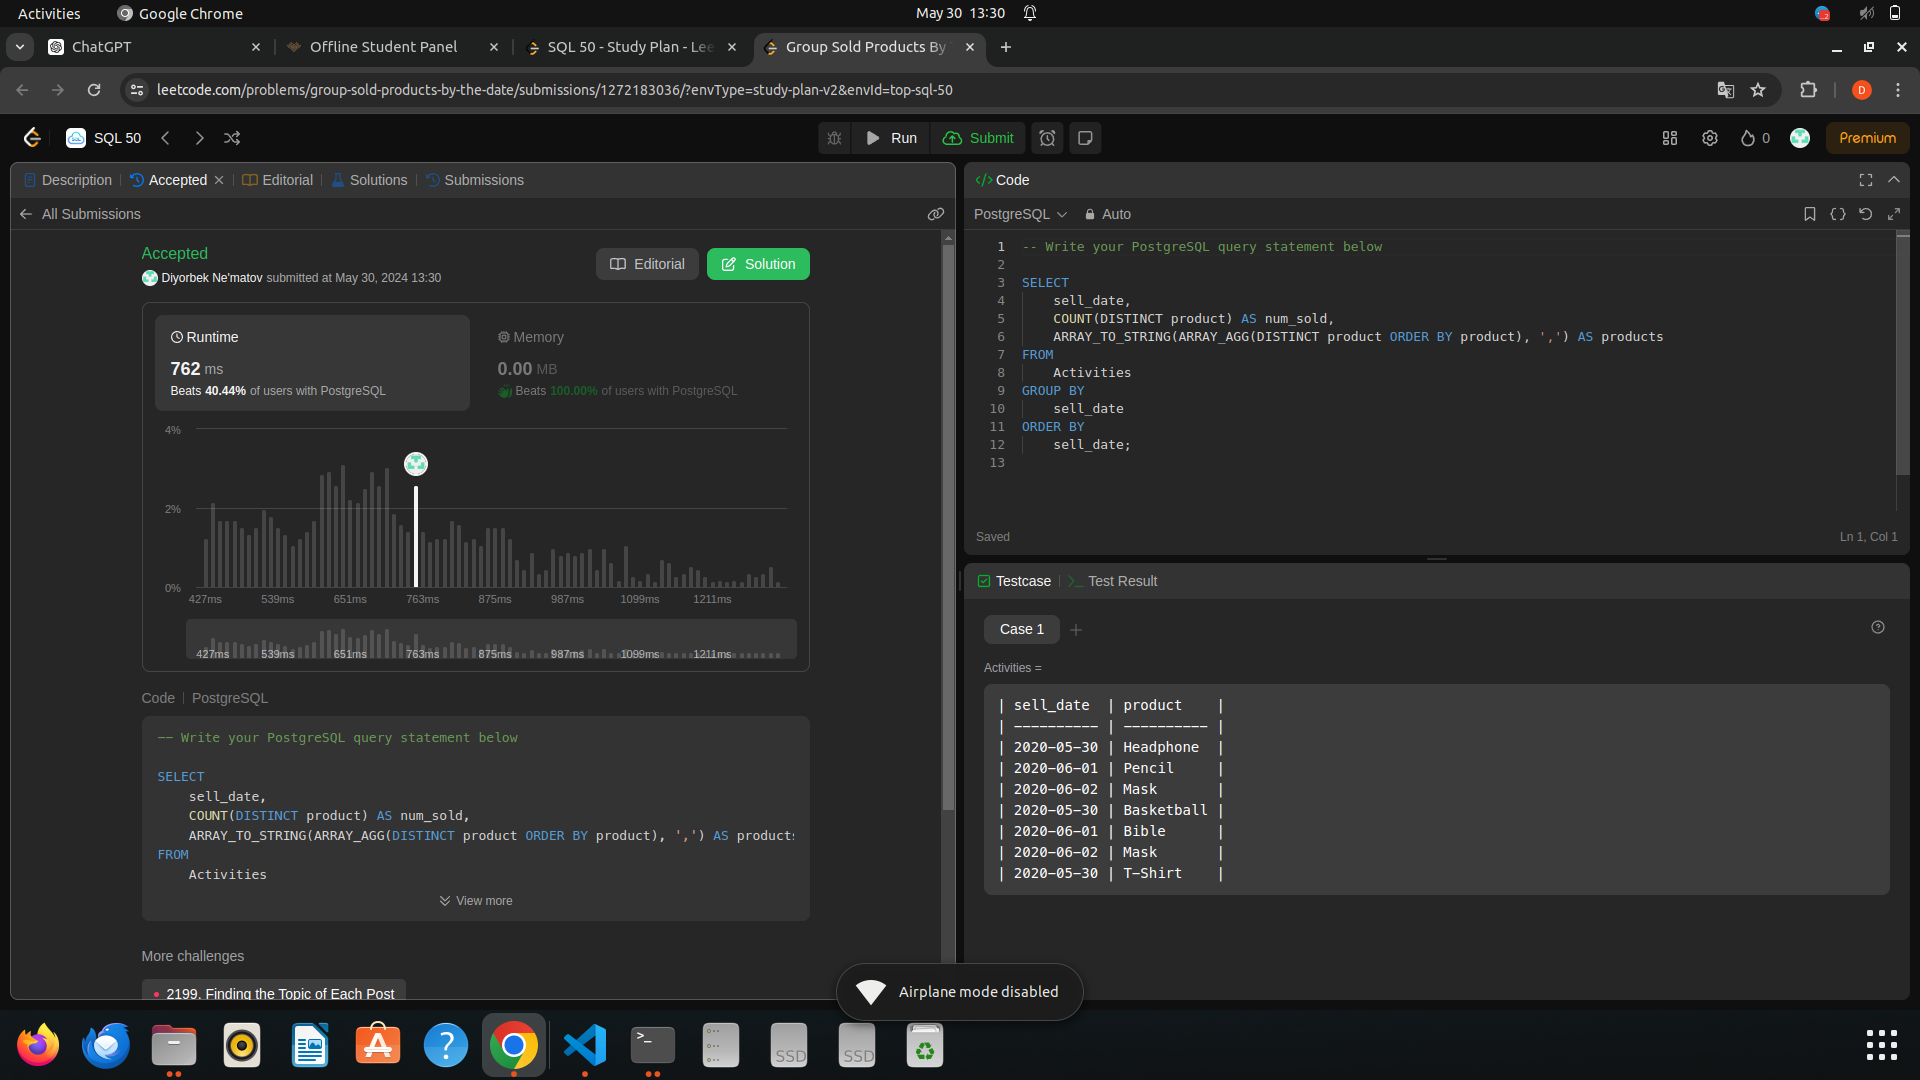 Activities
Google Chrome
May 30 13:30
ChatGPT
Offline Student Panel
SQL 50 - Study Plan - Lee
Group Sold Products By
leetcode.com/problems/group-sold-products-by-the-date/submissions/1272183036/?envType=study-plan-v2&envId=top-sql-50
D
SQL 50
Run
Submit
0
Premium
Description
Accepted
Editorial
Solutions
Submissions
All Submissions
Accepted
Diyorbek Ne'matov submitted at May 30, 2024 13:30
Editorial
Solution
Runtime
762 ms
Beats 40.44% of users with PostgreSQL
Memory
0.00 MB
Beats 100.00% of users with PostgreSQL
4%
2%
0%
427ms 539ms 651ms 763ms 875ms 987ms 1099ms 1211ms
427ms 539ms 651ms 763ms 875ms 987ms 1099ms 1211ms
Code
PostgreSQL
-- Write your PostgreSQL query statement below
SELECT
sell_date,
COUNT(DISTINCT product) AS num_sold,
ARRAY_TO_STRING(ARRAY_AGG(DISTINCT product ORDER BY product), ',') AS products
FROM
Activities
View more
More challenges
2199. Finding the Topic of Each Post
</> Code
PostgreSQL
Auto
1 -- Write your PostgreSQL query statement below
2
3 SELECT
4 sell_date,
5 COUNT(DISTINCT product) AS num_sold,
6 ARRAY_TO_STRING(ARRAY_AGG(DISTINCT product ORDER BY product), ',') AS products
7 FROM
8 Activities
9 GROUP BY
10 sell_date
11 ORDER BY
12 sell_date;
13
Saved
Ln 1, Col 1
Testcase
Test Result
Case 1
Activities =
| sell_date | product |
| ---------- | ---------- |
| 2020-05-30 | Headphone |
| 2020-06-01 | Pencil |
| 2020-06-02 | Mask |
| 2020-05-30 | Basketball |
| 2020-06-01 | Bible |
| 2020-06-02 | Mask |
| 2020-05-30 | T-Shirt |
Airplane mode disabled
SSD
SSD